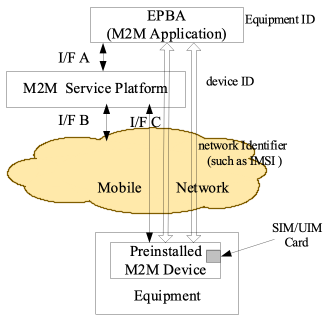 EPBA
(M2M Application)
Equipment ID
I/F A
M2M Service Platform
device ID
I/F B
I/F C
network Identifier
(such as IMSI )
Mobile Network
SIM/UIM
Card
Preinstalled
M2M Device
Equipment